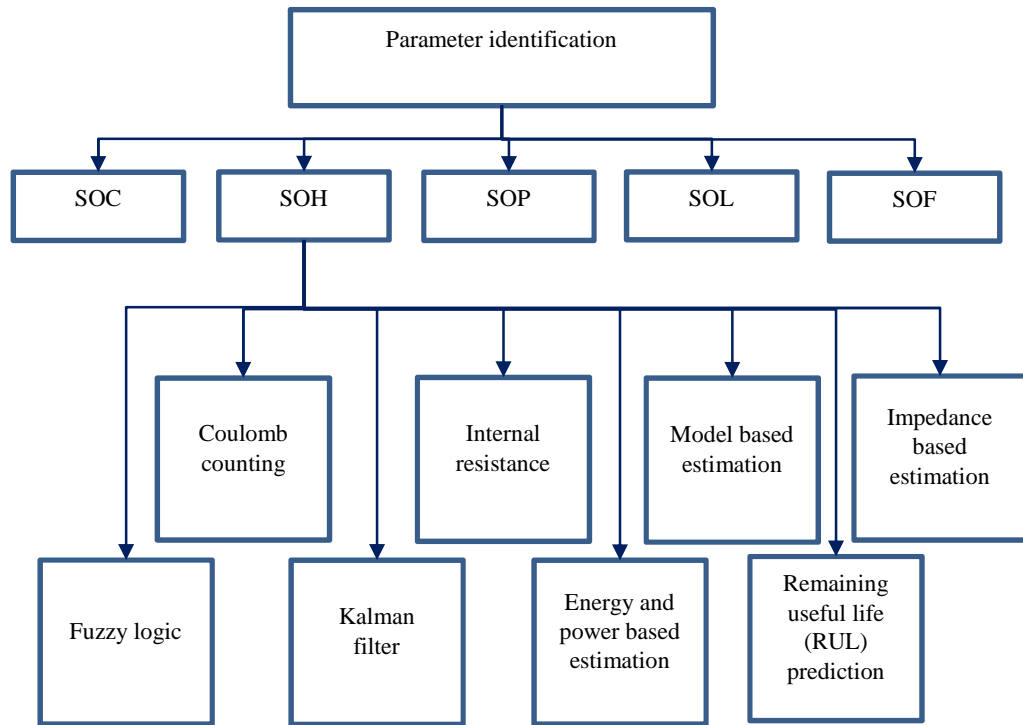 Parameter identification
SOC
SOH
SOP
SOL
SOF
Coulomb
counting
Internal
resistance
Model based
estimation
Impedance
based
estimation
Fuzzy logic
Kalman
filter
Energy and
power based
estimation
Remaining
useful life
(RUL)
prediction